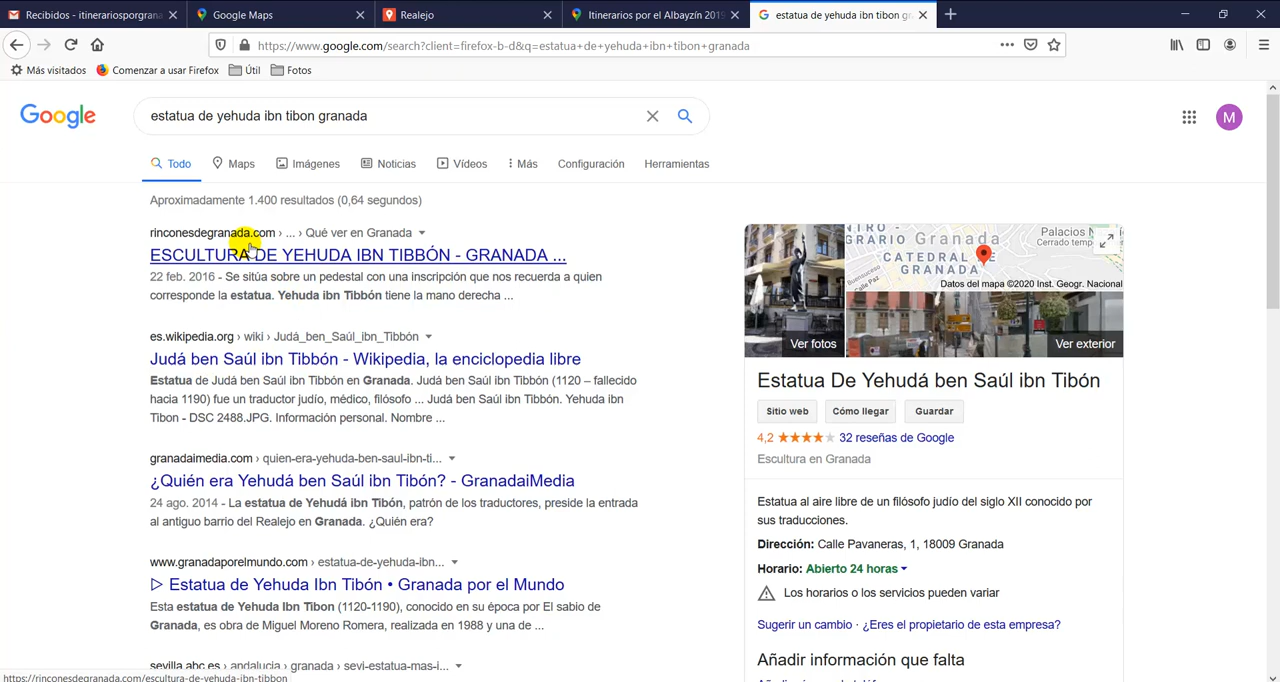 Recibidos - itinerariosporgrana
Google Maps
Realejo
Itinerarios por el Albayzín 2019
estatua de yehuda ibn tibon gr
https://www.google.com/search?client=firefox-b-d&q=estatua+de+yehuda+ibn+tibon+granada
Más visitados
Comenzar a usar Firefox
Útil
Fotos
Google
estatua de yehuda ibn tibon granada
M
Todo
Maps
Imágenes
Noticias
Vídeos
Más
Configuración
Herramientas
Aproximadamente 1.400 resultados (0,64 segundos)
rinconesdegranada.com › ... › Qué ver en Granada
ESCULTURA DE YEHUDA IBN TIBBÓN - GRANADA ...
22 feb. 2016 - Se sitúa sobre un pedestal con una inscripción que nos recuerda a quien
corresponde la estatua. Yehuda ibn Tibbón tiene la mano derecha ...
es.wikipedia.org › wiki › Judá_ben_Saúl_ibn_Tibbón
Judá ben Saúl ibn Tibbón - Wikipedia, la enciclopedia libre
Estatua de Judá ben Saúl ibn Tibbón en Granada. Judá ben Saúl ibn Tibbón (1120 – fallecido
hacia 1190) fue un traductor judío, médico, filósofo ... Judá ben Saúl ibn Tibbón. Yehuda ibn
Tibon - DSC 2488.JPG. Información personal. Nombre ...
granadaimedia.com › quien-era-yehuda-ben-saul-ibn-ti...
¿Quién era Yehudá ben Saúl ibn Tibón? - GranadaiMedia
24 ago. 2014 - La estatua de Yehudá ibn Tibón, patrón de los traductores, preside la entrada
al antiguo barrio del Realejo en Granada. ¿Quién era?
www.granadaporelmundo.com › estatua-de-yehuda-ibn...
▷ Estatua de Yehuda Ibn Tibón • Granada por el Mundo
Esta estatua de Yehuda Ibn Tibon (1120-1190), conocido en su época por El sabio de
Granada, es obra de Miguel Moreno Romera, realizada en 1988 y una de ...
sevilla.abc.es › andalucia › granada › sevi-estatua-mas-i...
https://rinconesdegranada.com/escultura-de-yehuda-ibn-tibbon
Ver fotos
GRARIO Granada
CATEDRAL DE
GRANADA
Palacios
Cerrado temp
Datos del mapa ©2020 Inst. Geogr. Nacional
Ver exterior
Estatua De Yehudá ben Saúl ibn Tibón
Sitio web
Cómo llegar
Guardar
4,2 ★★★★★ 32 reseñas de Google
Escultura en Granada
Estatua al aire libre de un filósofo judío del siglo XII conocido por
sus traducciones.
Dirección: Calle Pavaneras, 1, 18009 Granada
Horario: Abierto 24 horas
Los horarios o los servicios pueden variar
Sugerir un cambio · ¿Eres el propietario de esta empresa?
Añadir información que falta